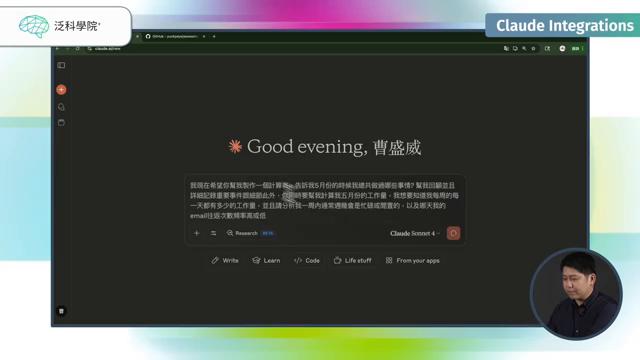 泛科學院
Claude Integrations
claude.ai/new
Good evening, 曹盛威
我現在希望你幫我製作一個計算
告訴我5月份的時候我總共做過哪些事情? 幫我回顧並且
詳細記錄重要事件跟細節此外,
時要幫我計算我五月份的工作量, 我想要知道我每周的每
一天都有多少的工作量, 並且請分析我一周內通常週幾會是忙碌或閒置的, 以及哪天我的
email往返次數頻率高或低
Research BETA
Claude Sonnet 4
Write
Learn
Code
Life stuff
From your apps